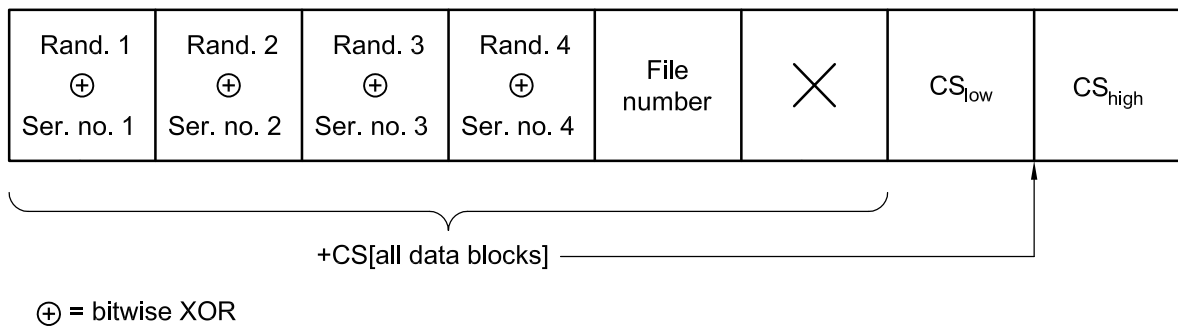 Rand. 1
⊕
Ser. no. 1
Rand. 2
⊕
Ser. no. 2
Rand. 3
⊕
Ser. no. 3
Rand. 4
⊕
Ser. no. 4
File
number
CSlow
CShigh
+CS[all data blocks]
⊕ = bitwise XOR